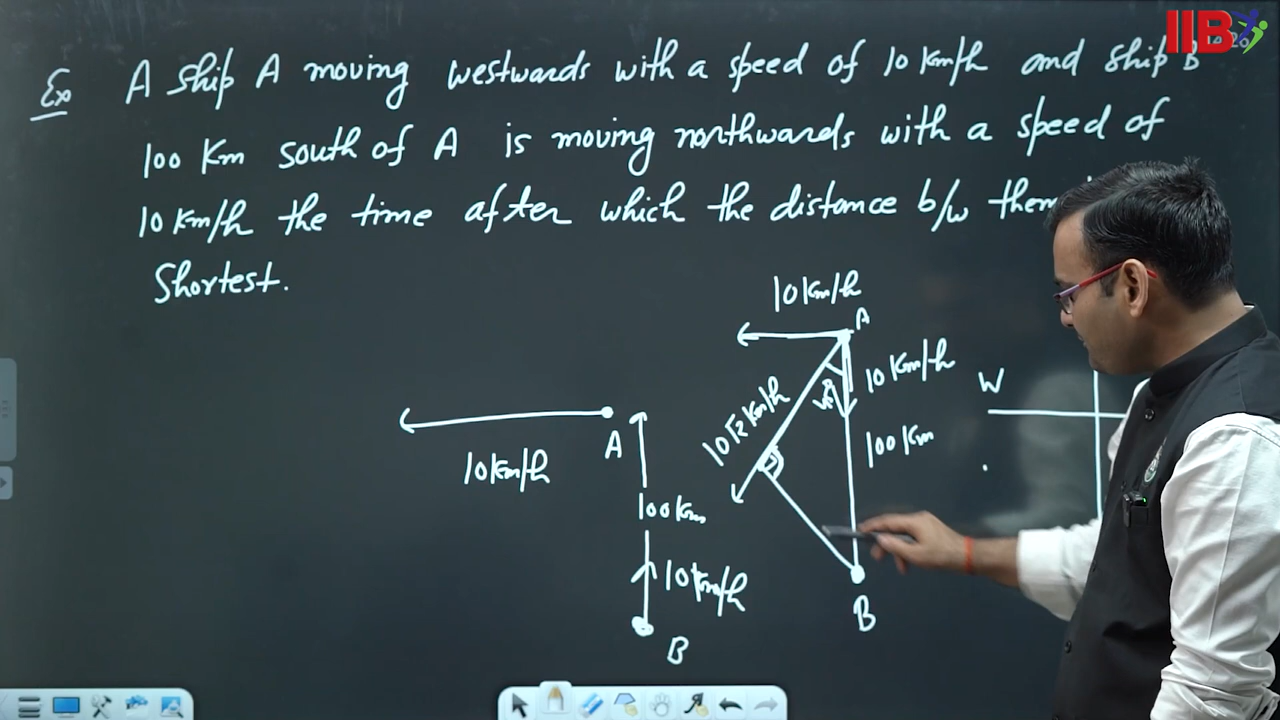 IIB
Ex A ship A moving westwards with a speed of 10 Km/h and ship B
100 Km south of A is moving northwards with a speed of
10 Km/h the time after which the distance b/w them
Shortest.
10 Km/h
A
10 Km/h
W
10√2 Km/h
100 Km
A
10 Km/h
100 Km
10 Km/h
B
B